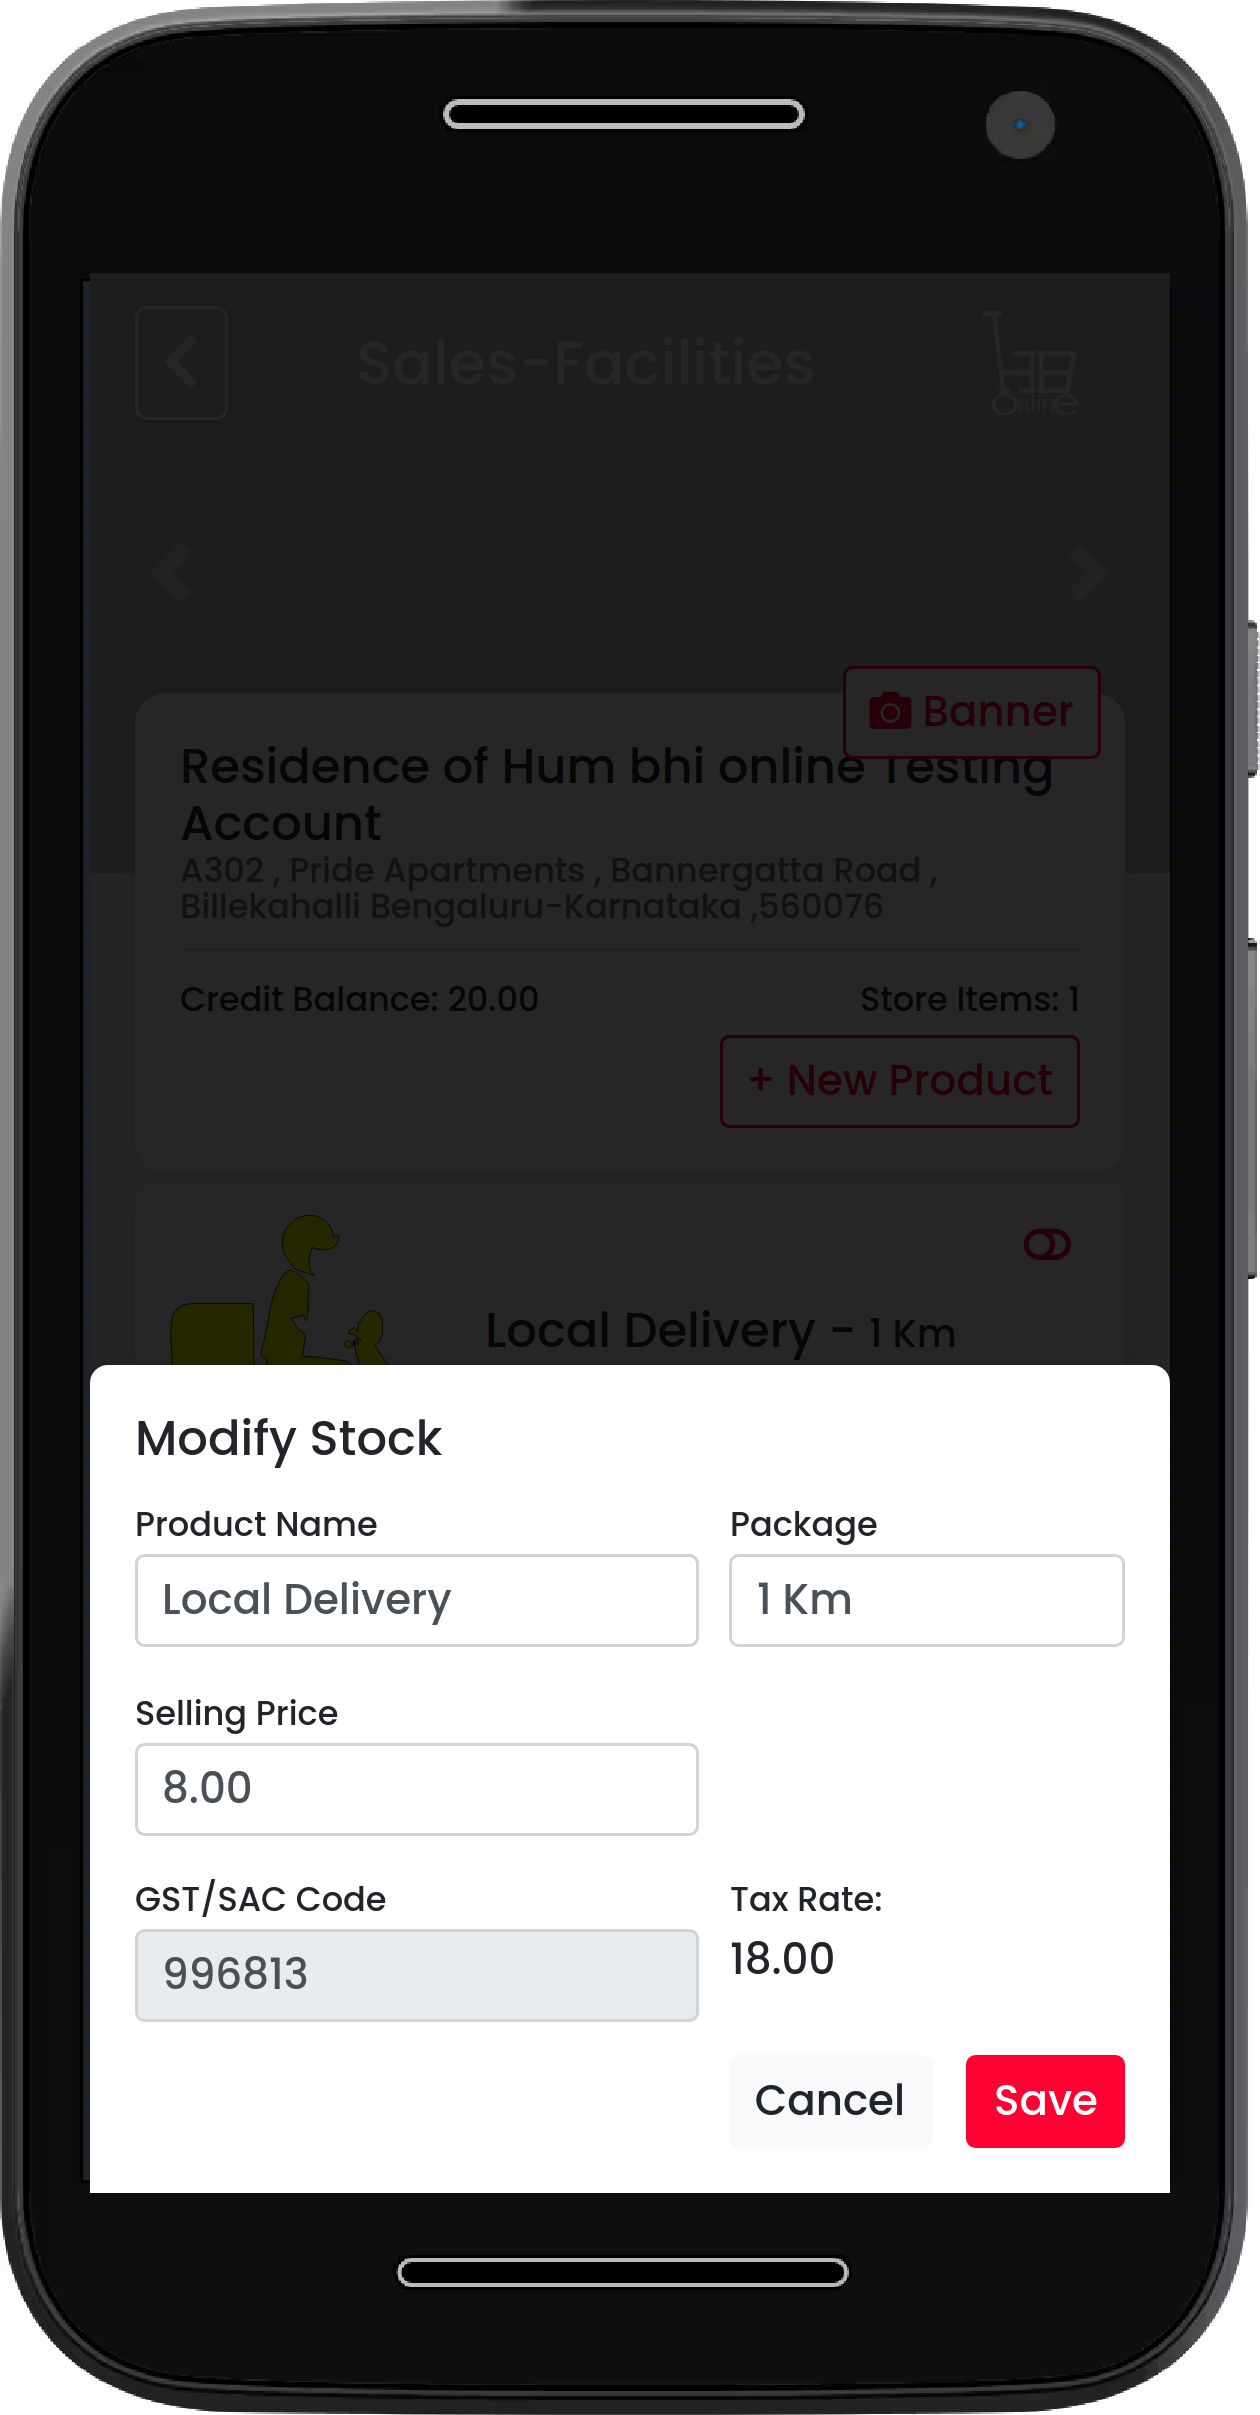 Sales-Facilities
Online
Banner
Residence of Hum bhi online Testing
Account
A302 , Pride Apartments , Bannergatta Road ,
Billekahalli Bengaluru-Karnataka ,560076
Credit Balance: 20.00 Store Items: 1
+ New Product
Local Delivery - 1 Km
Modify Stock
Product Name Package
Local Delivery 1 Km
Selling Price
8.00
GST/SAC Code Tax Rate:
996813 18.00
Cancel Save